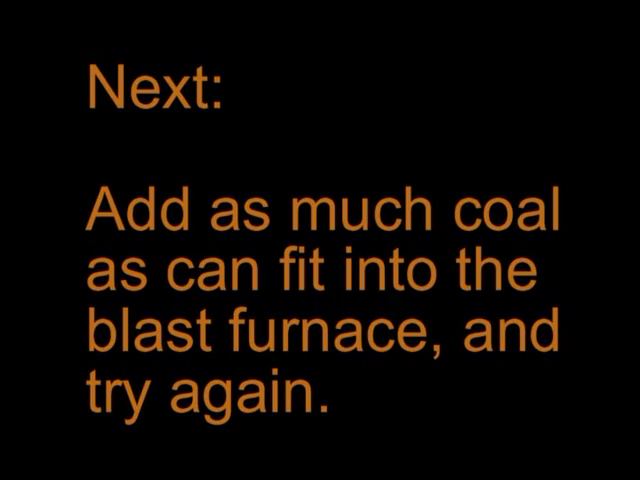 Next:
Add as much coal
as can fit into the
blast furnace, and
try again.